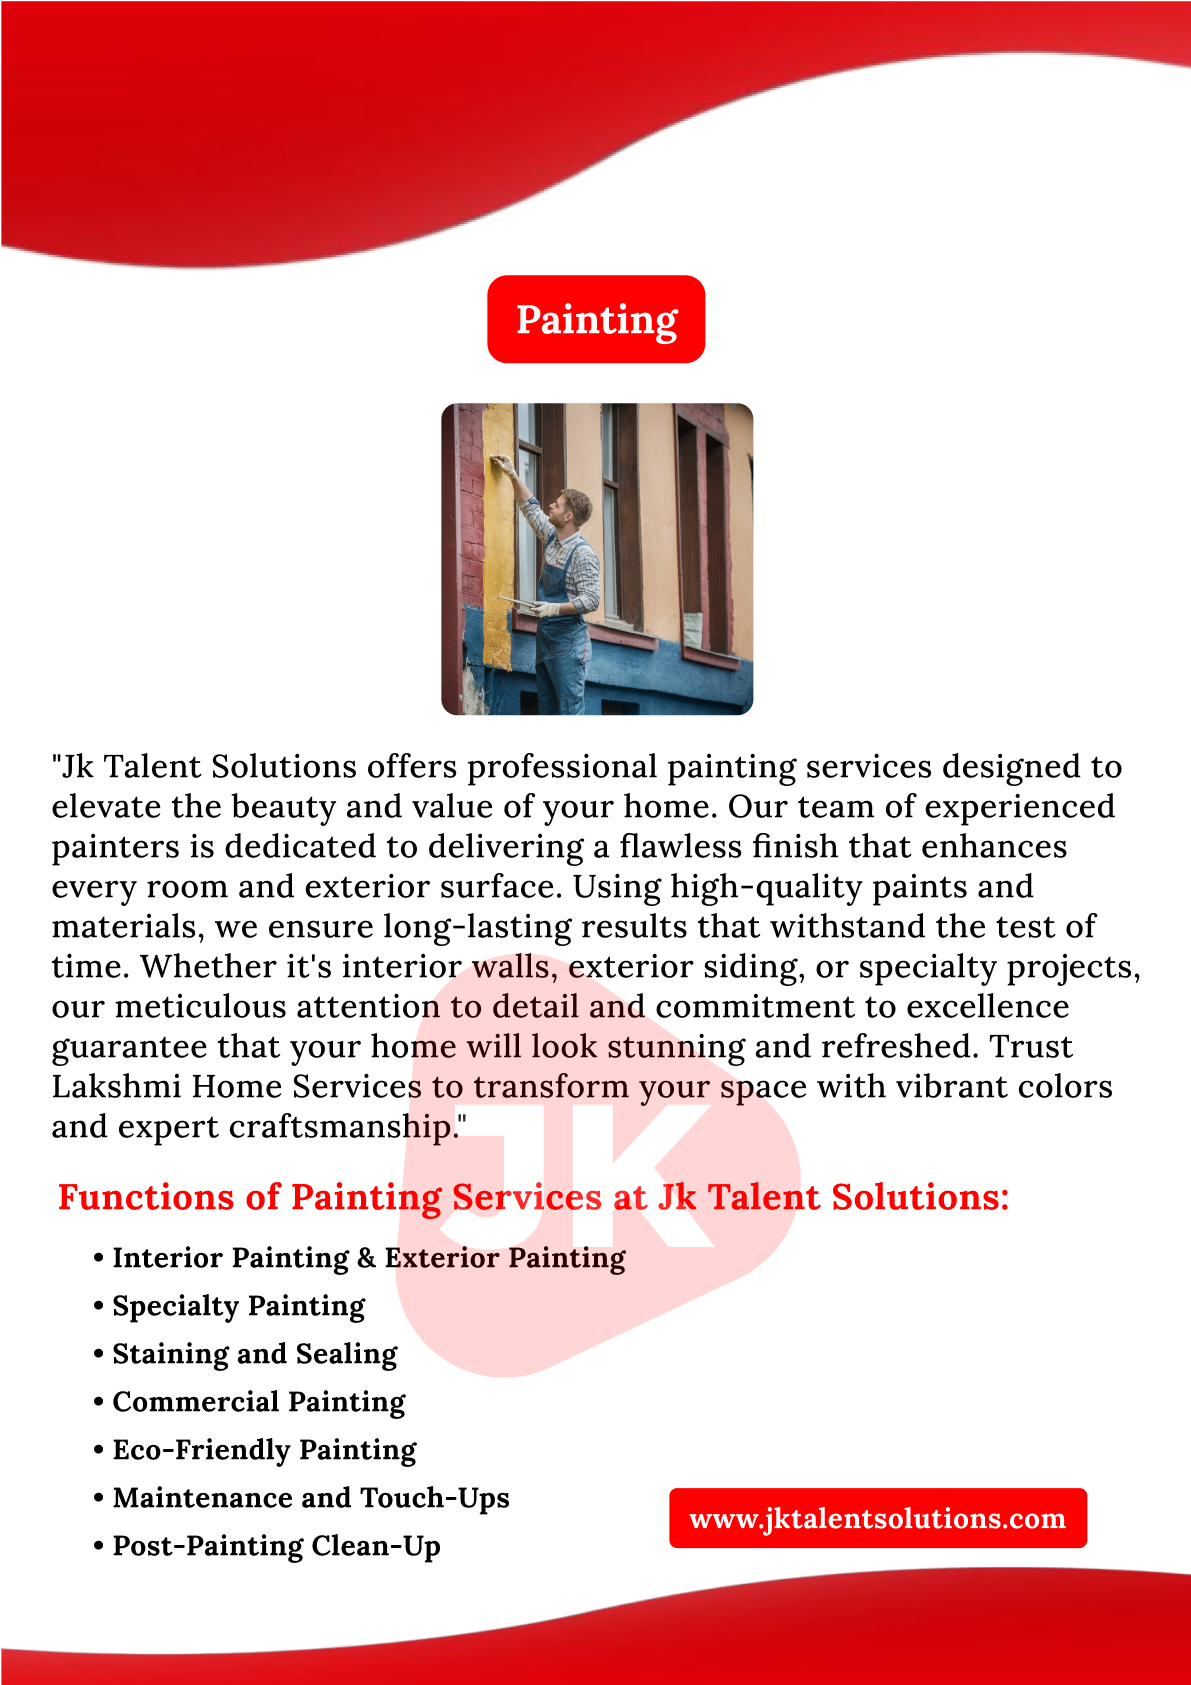 Painting
"Jk Talent Solutions offers professional painting services designed to
elevate the beauty and value of your home. Our team of experienced
painters is dedicated to delivering a flawless finish that enhances
every room and exterior surface. Using high-quality paints and
materials, we ensure long-lasting results that withstand the test of
time. Whether it's interior walls, exterior siding, or specialty projects,
our meticulous attention to detail and commitment to excellence
guarantee that your home will look stunning and refreshed. Trust
Lakshmi Home Services to transform your space with vibrant colors
and expert craftsmanship."
JK
Functions of Painting Services at Jk Talent Solutions:
• Interior Painting & Exterior Painting
• Specialty Painting
• Staining and Sealing
• Commercial Painting
• Eco-Friendly Painting
• Maintenance and Touch-Ups
• Post-Painting Clean-Up
www.jktalentsolutions.com